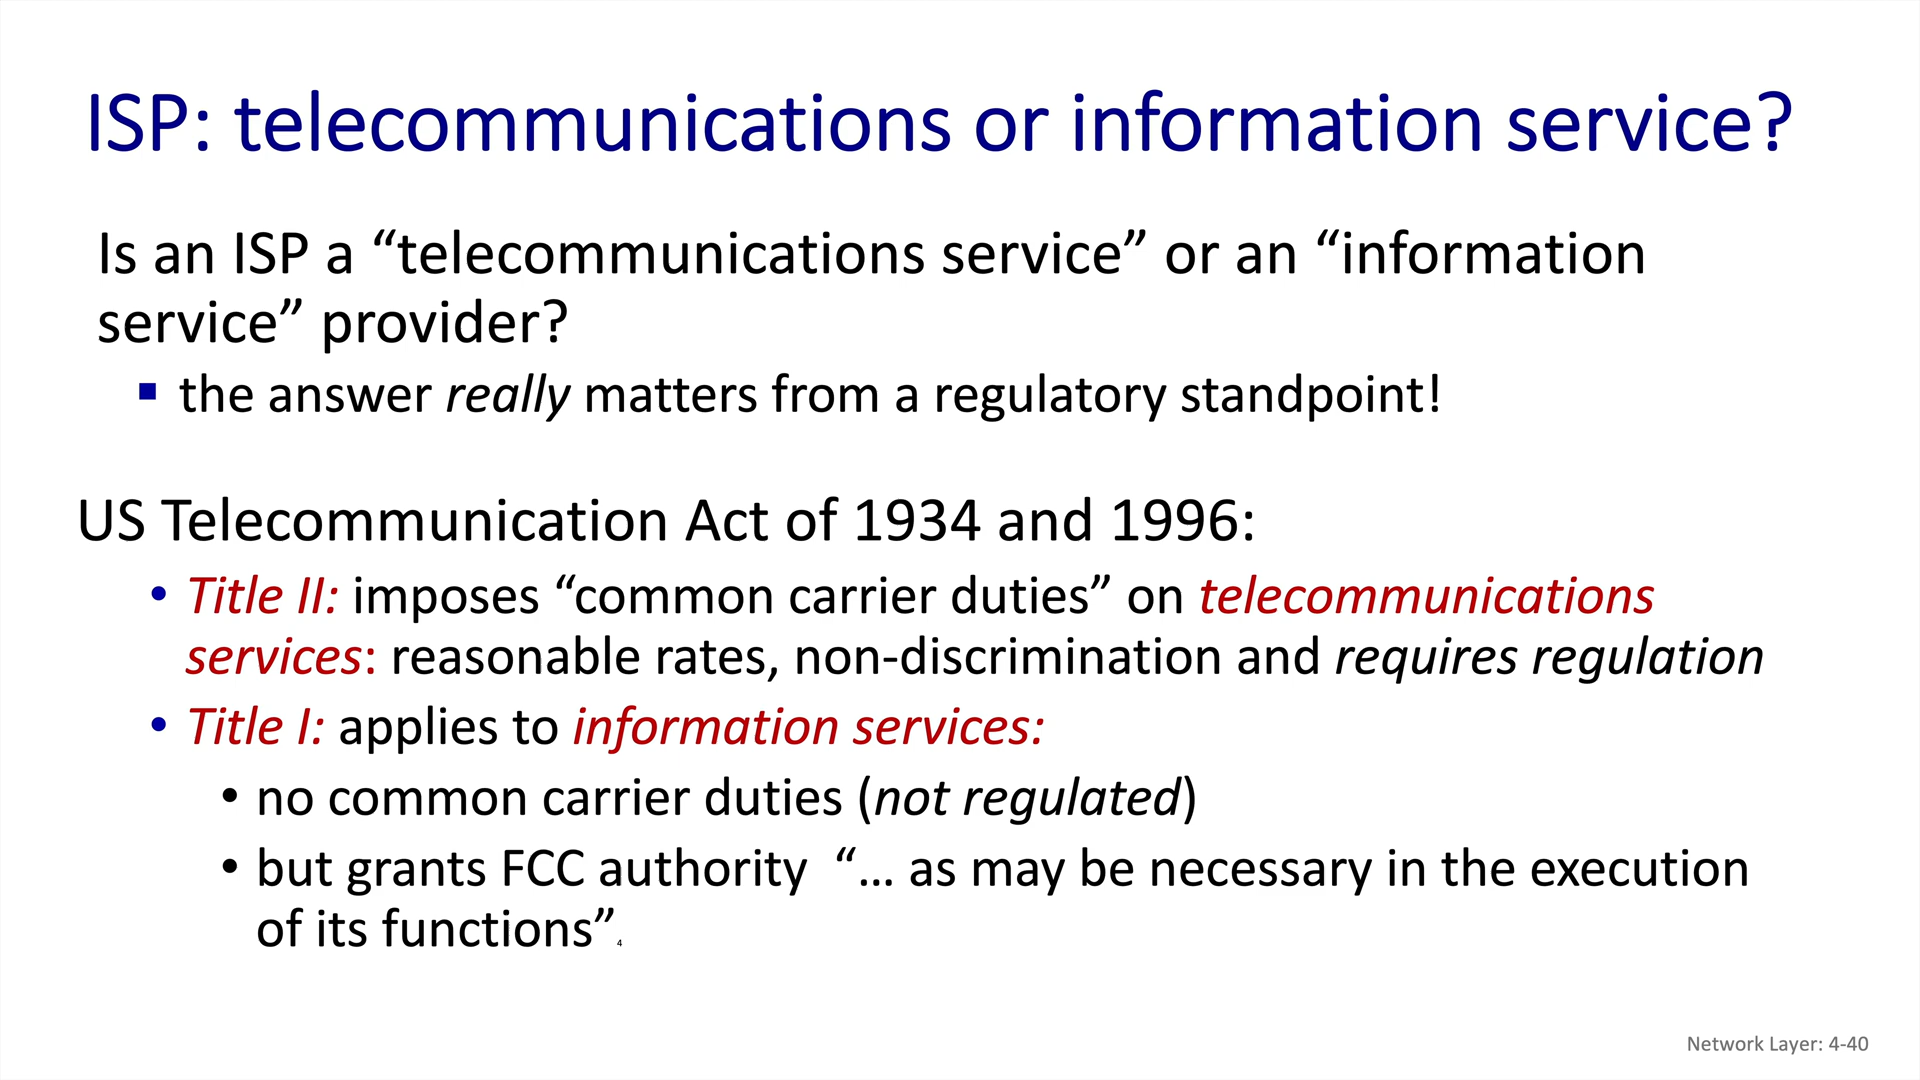 ISP: telecommunications or information service?
Is an ISP a “telecommunications service” or an “information
service” provider?
▪ the answer really matters from a regulatory standpoint!
US Telecommunication Act of 1934 and 1996:
• Title II: imposes “common carrier duties” on telecommunications
services: reasonable rates, non-discrimination and requires regulation
• Title I: applies to information services:
• no common carrier duties (not regulated)
• but grants FCC authority “… as may be necessary in the execution
of its functions”4
Network Layer: 4-40